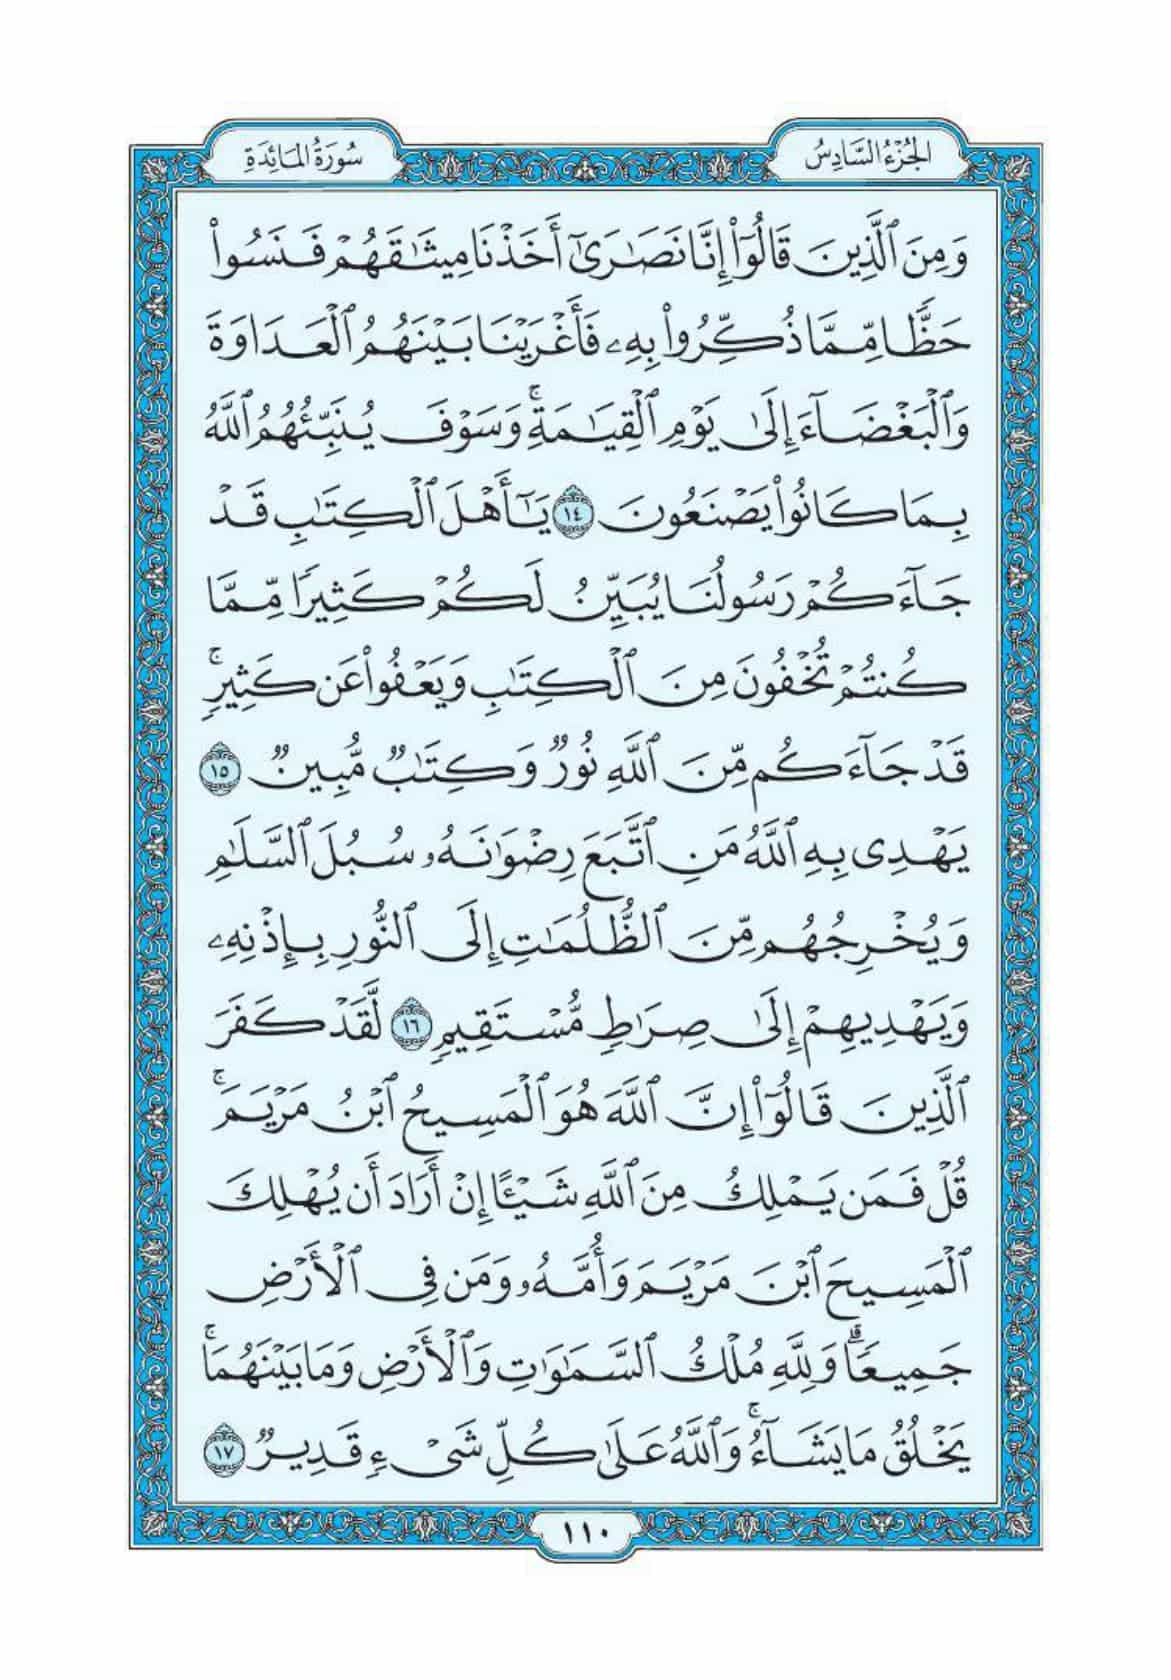 الجُزْءُ السَّادِسُ
سُورَةُ المَائِدَةِ
وَمِنَ ٱلَّذِينَ قَالُوٓا۟ إِنَّا نَصَـٰرَىٰٓ أَخَذْنَا مِيثَـٰقَهُمْ فَنَسُوا۟
حَظًّا مِّمَّا ذُكِّرُوا۟ بِهِۦ فَأَغْرَيْنَا بَيْنَهُمُ ٱلْعَدَاوَةَ
وَٱلْبَغْضَآءَ إِلَىٰ يَوْمِ ٱلْقِيَـٰمَةِ ۚ وَسَوْفَ يُنَبِّئُهُمُ ٱللَّهُ
بِمَا كَانُوا۟ يَصْنَعُونَ ١٤ يَـٰٓأَهْلَ ٱلْكِتَـٰبِ قَدْ
جَآءَكُمْ رَسُولُنَا يُبَيِّنُ لَكُمْ كَثِيرًا مِّمَّا
كُنتُمْ تُخْفُونَ مِنَ ٱلْكِتَـٰبِ وَيَعْفُوا۟ عَن كَثِيرٍ ۚ
قَدْ جَآءَكُم مِّنَ ٱللَّهِ نُورٌ وَكِتَـٰبٌ مُّبِينٌ ١٥
يَهْدِى بِهِ ٱللَّهُ مَنِ ٱتَّبَعَ رِضْوَٰنَهُۥ سُبُلَ ٱلسَّلَـٰمِ
وَيُخْرِجُهُم مِّنَ ٱلظُّلُمَـٰتِ إِلَى ٱلنُّورِ بِإِذْنِهِۦ
وَيَهْدِيهِمْ إِلَىٰ صِرَٰطٍ مُّسْتَقِيمٍ ١٦ لَّقَدْ كَفَرَ
ٱلَّذِينَ قَالُوٓا۟ إِنَّ ٱللَّهَ هُوَ ٱلْمَسِيحُ ٱبْنُ مَرْيَمَ ۚ
قُلْ فَمَن يَمْلِكُ مِنَ ٱللَّهِ شَيْـًٔا إِنْ أَرَادَ أَن يُهْلِكَ
ٱلْمَسِيحَ ٱبْنَ مَرْيَمَ وَأُمَّهُۥ وَمَن فِى ٱلْأَرْضِ
جَمِيعًا ۗ وَلِلَّهِ مُلْكُ ٱلسَّمَـٰوَٰتِ وَٱلْأَرْضِ وَمَا بَيْنَهُمَا ۚ
يَخْلُقُ مَا يَشَآءُ ۚ وَٱللَّهُ عَلَىٰ كُلِّ شَىْءٍ قَدِيرٌ ١٧
١١٠